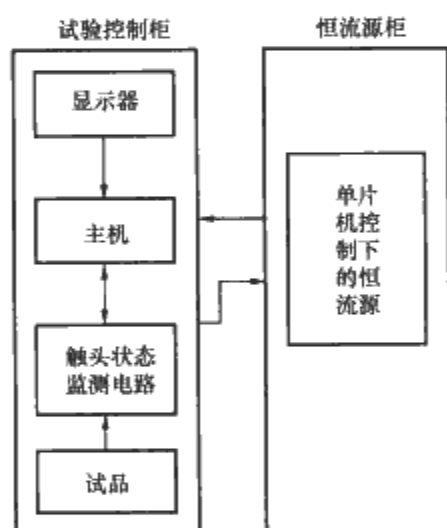 试验控制柜
恒流源柜
显示器
主机
触头状态
监测电路
试品
单片
机控
制下
的恒
流源